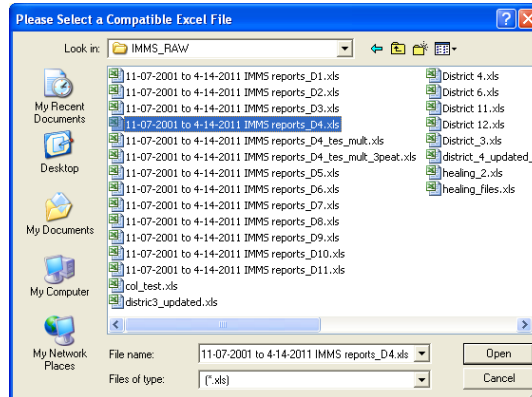 Please Select a Compatible Excel File
Look in: IMMS_RAW
My Recent Documents
Desktop
My Documents
My Computer
My Network Places
11-07-2001 to 4-14-2011 IMMS reports_D1.xls
11-07-2001 to 4-14-2011 IMMS reports_D2.xls
11-07-2001 to 4-14-2011 IMMS reports_D3.xls
11-07-2001 to 4-14-2011 IMMS reports_D4.xls
11-07-2001 to 4-14-2011 IMMS reports_D4_tes_mult.xls
11-07-2001 to 4-14-2011 IMMS reports_D4_tes_mult_3peat.xls
11-07-2001 to 4-14-2011 IMMS reports_D5.xls
11-07-2001 to 4-14-2011 IMMS reports_D6.xls
11-07-2001 to 4-14-2011 IMMS reports_D7.xls
11-07-2001 to 4-14-2011 IMMS reports_D8.xls
11-07-2001 to 4-14-2011 IMMS reports_D9.xls
11-07-2001 to 4-14-2011 IMMS reports_D10.xls
11-07-2001 to 4-14-2011 IMMS reports_D11.xls
col_test.xls
distric3_updated.xls
District 4.xls
District 6.xls
District 11.xls
District 12.xls
District_3.xls
district_4_updated_
healing_2.xls
healing_files.xls
File name: 11-07-2001 to 4-14-2011 IMMS reports_D4.xls Open
Files of type: (*.xls) Cancel